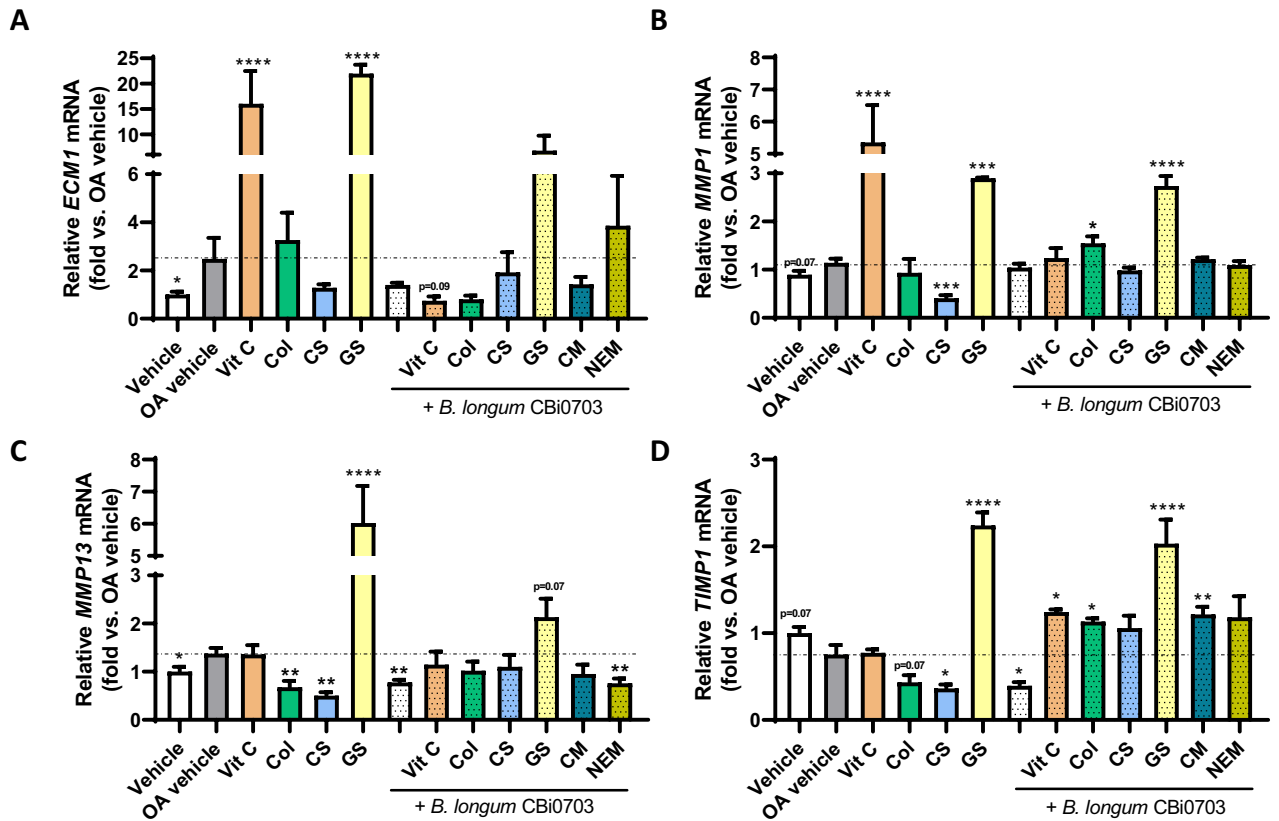 A
Relative ECM1 mRNA
(fold vs. OA vehicle)
25
20
15
10
6
4
2
0
*
****
****
p=0.09
Vehicle
OA vehicle
Vit C
Col
CS
GS
Vit C
Col
CS
GS
CM
NEM
+ B. longum CBi0703
B
Relative MMP1 mRNA
(fold vs. OA vehicle)
8
7
6
5
3
2
1
0
p=0.07
****
***
***
*
****
Vehicle
OA vehicle
Vit C
Col
CS
GS
Vit C
Col
CS
GS
CM
NEM
+ B. longum CBi0703
C
Relative MMP13 mRNA
(fold vs. OA vehicle)
8
7
6
5
3
2
1
0
*
**
**
****
**
p=0.07
**
Vehicle
OA vehicle
Vit C
Col
CS
GS
Vit C
Col
CS
GS
CM
NEM
+ B. longum CBi0703
D
Relative TIMP1 mRNA
(fold vs. OA vehicle)
3
2
1
0
p=0.07
p=0.07
*
****
*
*
*
****
**
Vehicle
OA vehicle
Vit C
Col
CS
GS
Vit C
Col
CS
GS
CM
NEM
+ B. longum CBi0703